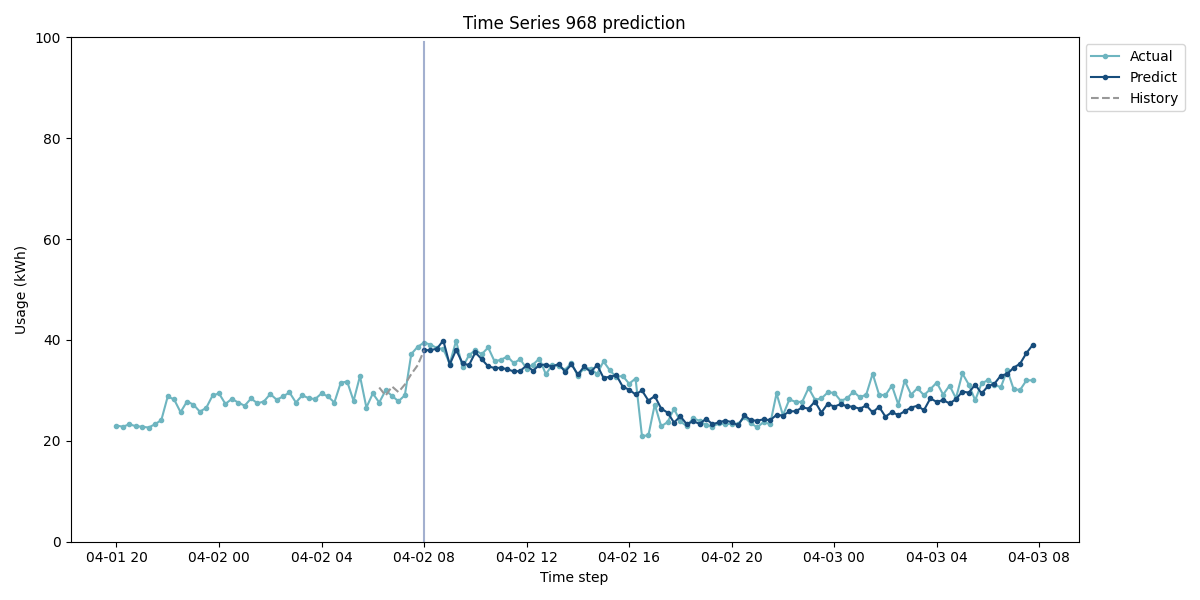 Time Series 968 prediction
Usage (kWh)
100
80
60
40
20
0
04-01 20
04-02 00
04-02 04
04-02 08
04-02 12
04-02 16
04-02 20
04-03 00
04-03 04
04-03 08
Time step
Actual
Predict
History